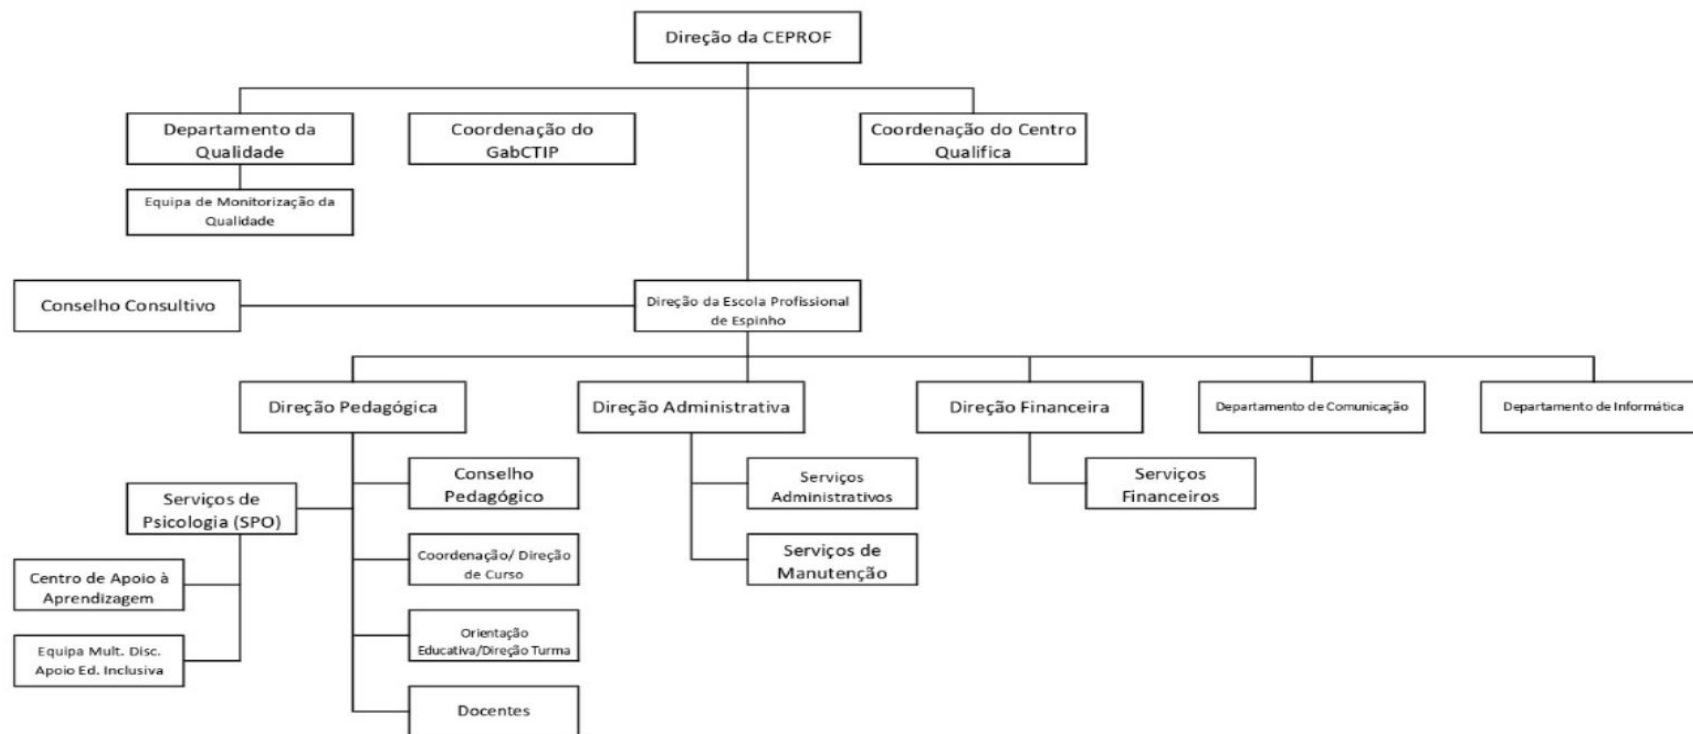 Direção da CEPROF
Departamento da
Qualidade
Coordenação do
GabCTIP
Coordenação do Centro
Qualifica
Equipa de Monitorização da
Qualidade
Conselho Consultivo
Direção da Escola Profissional
de Espinho
Direção Pedagógica
Direção Administrativa
Direção Financeira
Departamento de Comunicação
Departamento de Informática
Conselho
Pedagógico
Serviços
Administrativos
Serviços
Financeiros
Serviços de
Psicologia (SPO)
Coordenação/ Direção
de Curso
Serviços de
Manutenção
Centro de Apoio à
Aprendizagem
Orientação
Educativa/Direção Turma
Equipa Mult. Disc.
Apoio Ed. Inclusiva
Docentes